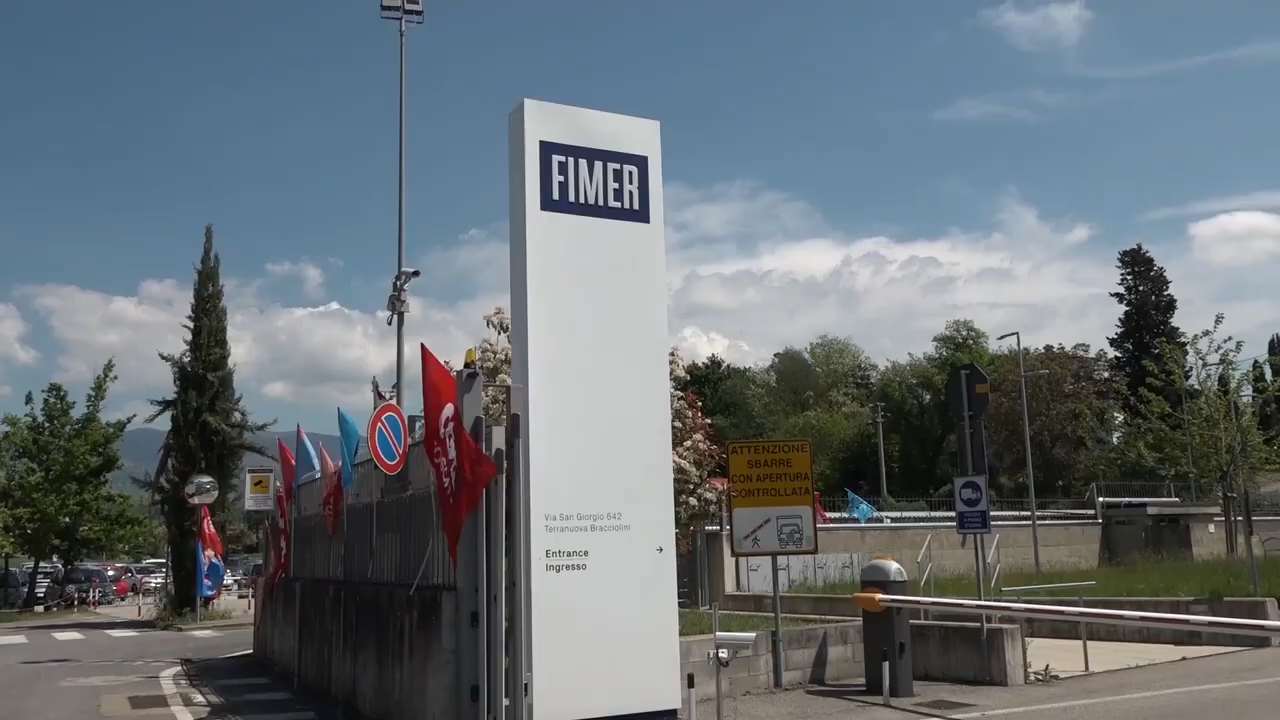 FIMER
Via San Giorgio 642
Terranuova Bracciolini
Entrance
Ingresso
ATTENZIONE
SBARRE
CON APERTURA
CONTROLLATA